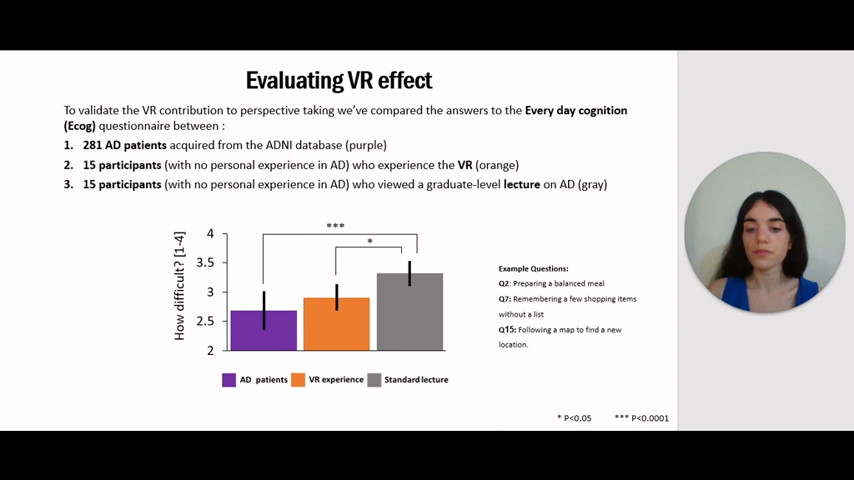 Evaluating VR effect
To validate the VR contribution to perspective taking we've compared the answers to the Every day cognition
(Ecog) questionnaire between :
1. 281 AD patients acquired from the ADNI database (purple)
2. 15 participants (with no personal experience in AD) who experience the VR (orange)
3. 15 participants (with no personal experience in AD) who viewed a graduate-level lecture on AD (gray)
How difficult? [1-4]
4
3.5
3
2.5
2
***
*
AD patients
VR experience
Standard lecture
Example Questions:
Q2: Preparing a balanced meal
Q7: Remembering a few shopping items
without a list
Q15: Following a map to find a new
location.
* P<0.05 *** P<0.0001